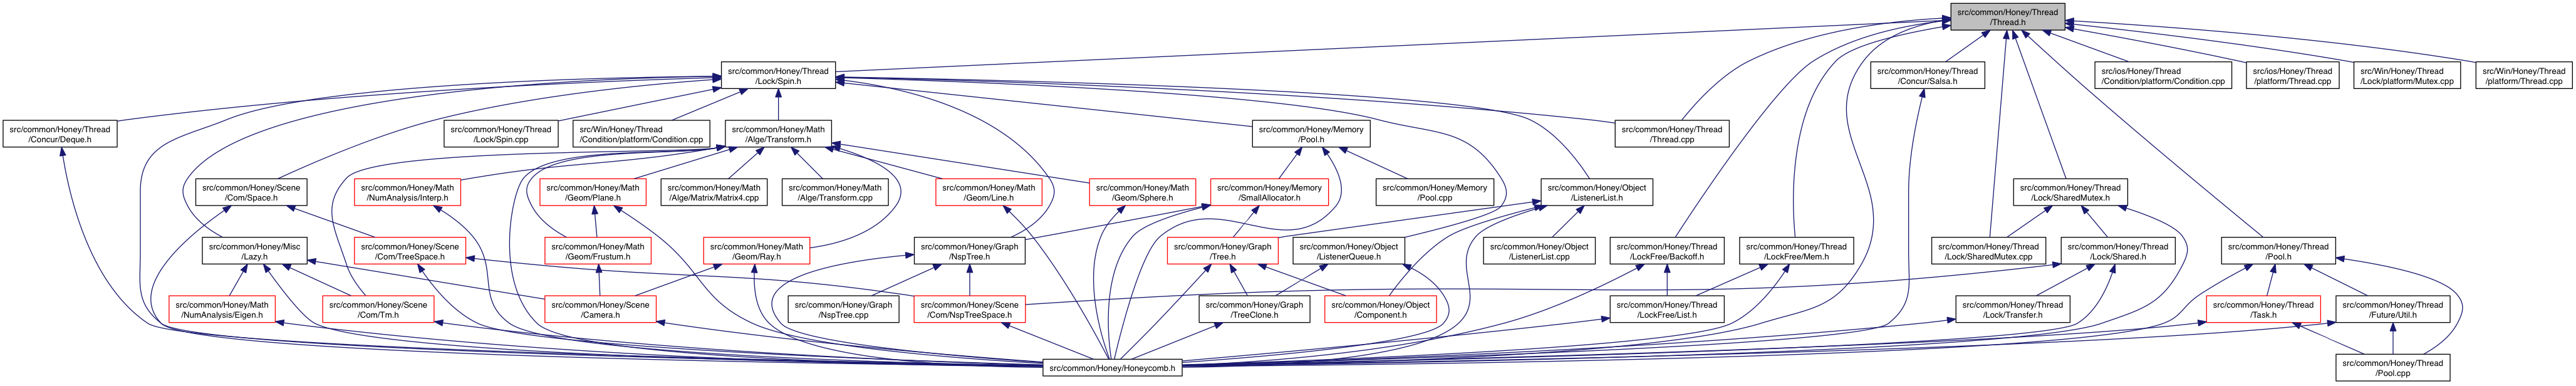 src/common/Honey/Thread
/Thread.h
src/common/Honey/Thread
/Lock/Spin.h
src/common/Honey/Thread
/Concur/Salsa.h
src/ios/Honey/Thread
/Condition/platform/Condition.cpp
src/ios/Honey/Thread
/platform/Thread.cpp
src/Win/Honey/Thread
/Lock/platform/Mutex.cpp
src/Win/Honey/Thread
/platform/Thread.cpp
src/common/Honey/Thread
/Concur/Deque.h
src/common/Honey/Thread
/Lock/Spin.cpp
src/Win/Honey/Thread
/Condition/platform/Condition.cpp
src/common/Honey/Math
/Alge/Transform.h
src/common/Honey/Memory
/Pool.h
src/common/Honey/Thread
/Thread.cpp
src/common/Honey/Scene
/Com/Space.h
src/common/Honey/Math
/NumAnalysis/Interp.h
src/common/Honey/Math
/Geom/Plane.h
src/common/Honey/Math
/Alge/Matrix/Matrix4.cpp
src/common/Honey/Math
/Alge/Transform.cpp
src/common/Honey/Math
/Geom/Line.h
src/common/Honey/Math
/Geom/Sphere.h
src/common/Honey/Memory
/SmallAllocator.h
src/common/Honey/Memory
/Pool.cpp
src/common/Honey/Object
/ListenerList.h
src/common/Honey/Thread
/Lock/SharedMutex.h
src/common/Honey/Misc
/Lazy.h
src/common/Honey/Scene
/Com/TreeSpace.h
src/common/Honey/Math
/Geom/Frustum.h
src/common/Honey/Math
/Geom/Ray.h
src/common/Honey/Graph
/NspTree.h
src/common/Honey/Graph
/Tree.h
src/common/Honey/Object
/ListenerQueue.h
src/common/Honey/Object
/ListenerList.cpp
src/common/Honey/Thread
/LockFree/Backoff.h
src/common/Honey/Thread
/LockFree/Mem.h
src/common/Honey/Thread
/Lock/SharedMutex.cpp
src/common/Honey/Thread
/Lock/Shared.h
src/common/Honey/Thread
/Pool.h
src/common/Honey/Math
/NumAnalysis/Eigen.h
src/common/Honey/Scene
/Com/Trn.h
src/common/Honey/Scene
/Camera.h
src/common/Honey/Graph
/NspTree.cpp
src/common/Honey/Scene
/Com/NspTreeSpace.h
src/common/Honey/Graph
/TreeClone.h
src/common/Honey/Object
/Component.h
src/common/Honey/Thread
/LockFree/List.h
src/common/Honey/Thread
/Lock/Transfer.h
src/common/Honey/Thread
/Task.h
src/common/Honey/Thread
/Future/Util.h
src/common/Honey/Honeycomb.h
src/common/Honey/Thread
/Pool.cpp